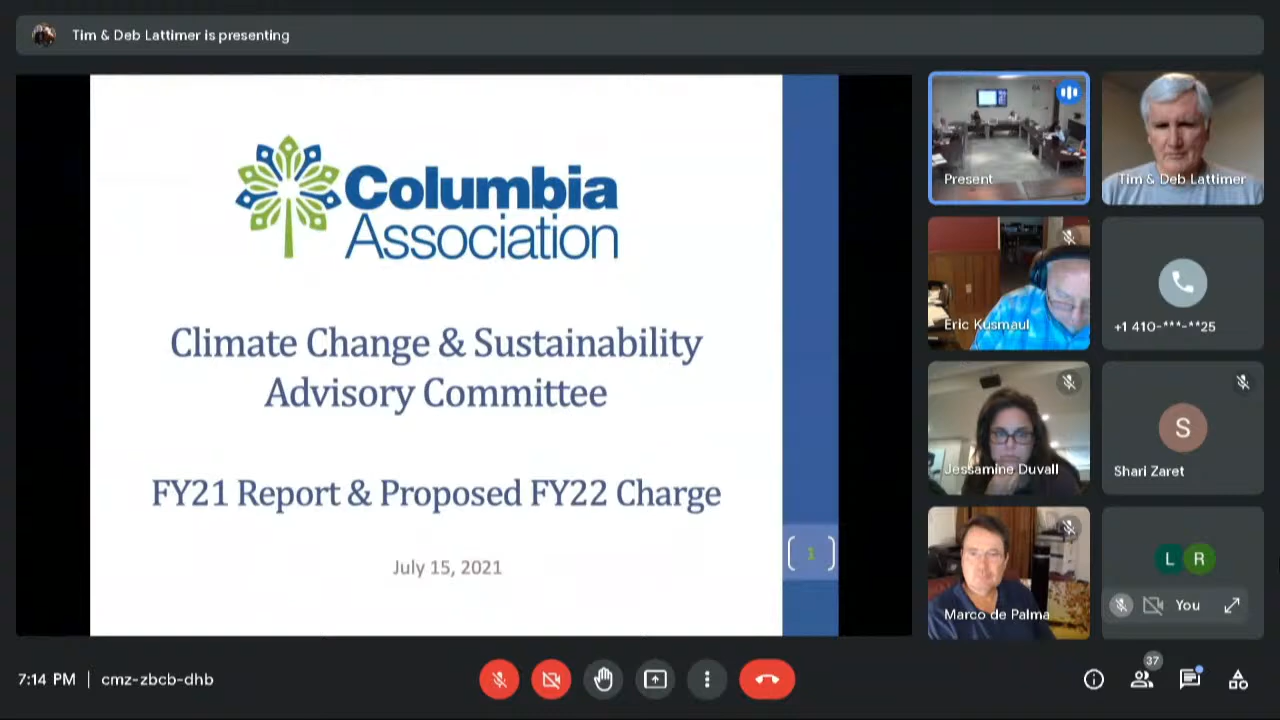 Tim & Deb Lattimer is presenting
Columbia
Association
Climate Change & Sustainability
Advisory Committee
FY21 Report & Proposed FY22 Charge
July 15, 2021
1
Present
Tim & Deb Lattimer
Eric Kusmaul
+1 410-***-**25
Jessamine Duvall
S
Shari Zaret
Marco de Palma
L R
You
7:14 PM | cmz-zbcb-dhb
37